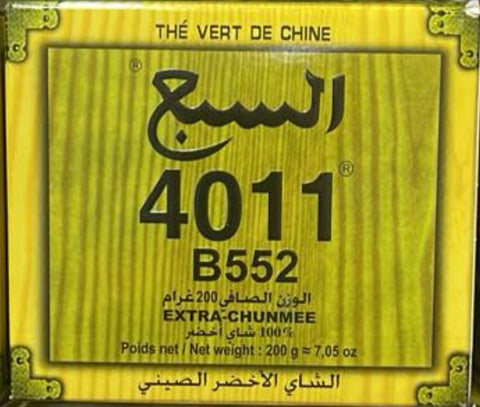 THÉ VERT DE CHINE
® السبع
4011®
B552
الوزن الصافي 200 غرام
EXTRA-CHUNMEE
100% شاي أخضر
Poids net / Net weight : 200 g ≈ 7,05 oz
الشاي الأخضر الصيني